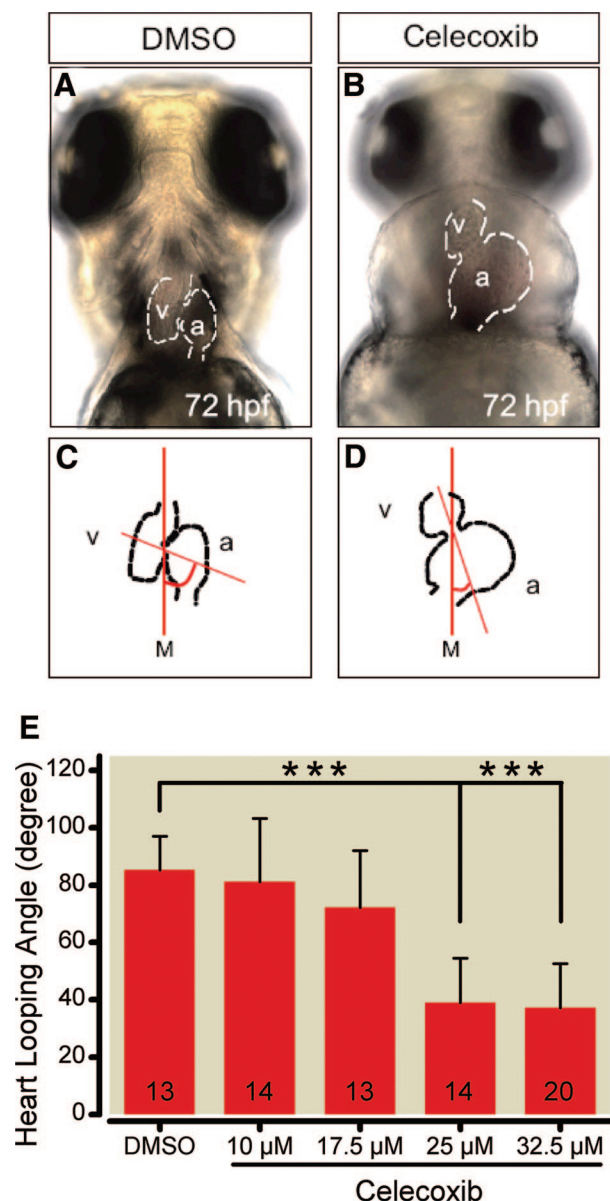 DMSO
Celecoxib
A
B
v
a
72 hpf
v
a
72 hpf
C
D
v
a
M
v
a
M
E
Heart Looping Angle (degree)
120
100
80
60
40
20
0
***
***
13
14
13
14
20
DMSO
10 µM
17.5 µM
25 µM
32.5 µM
Celecoxib